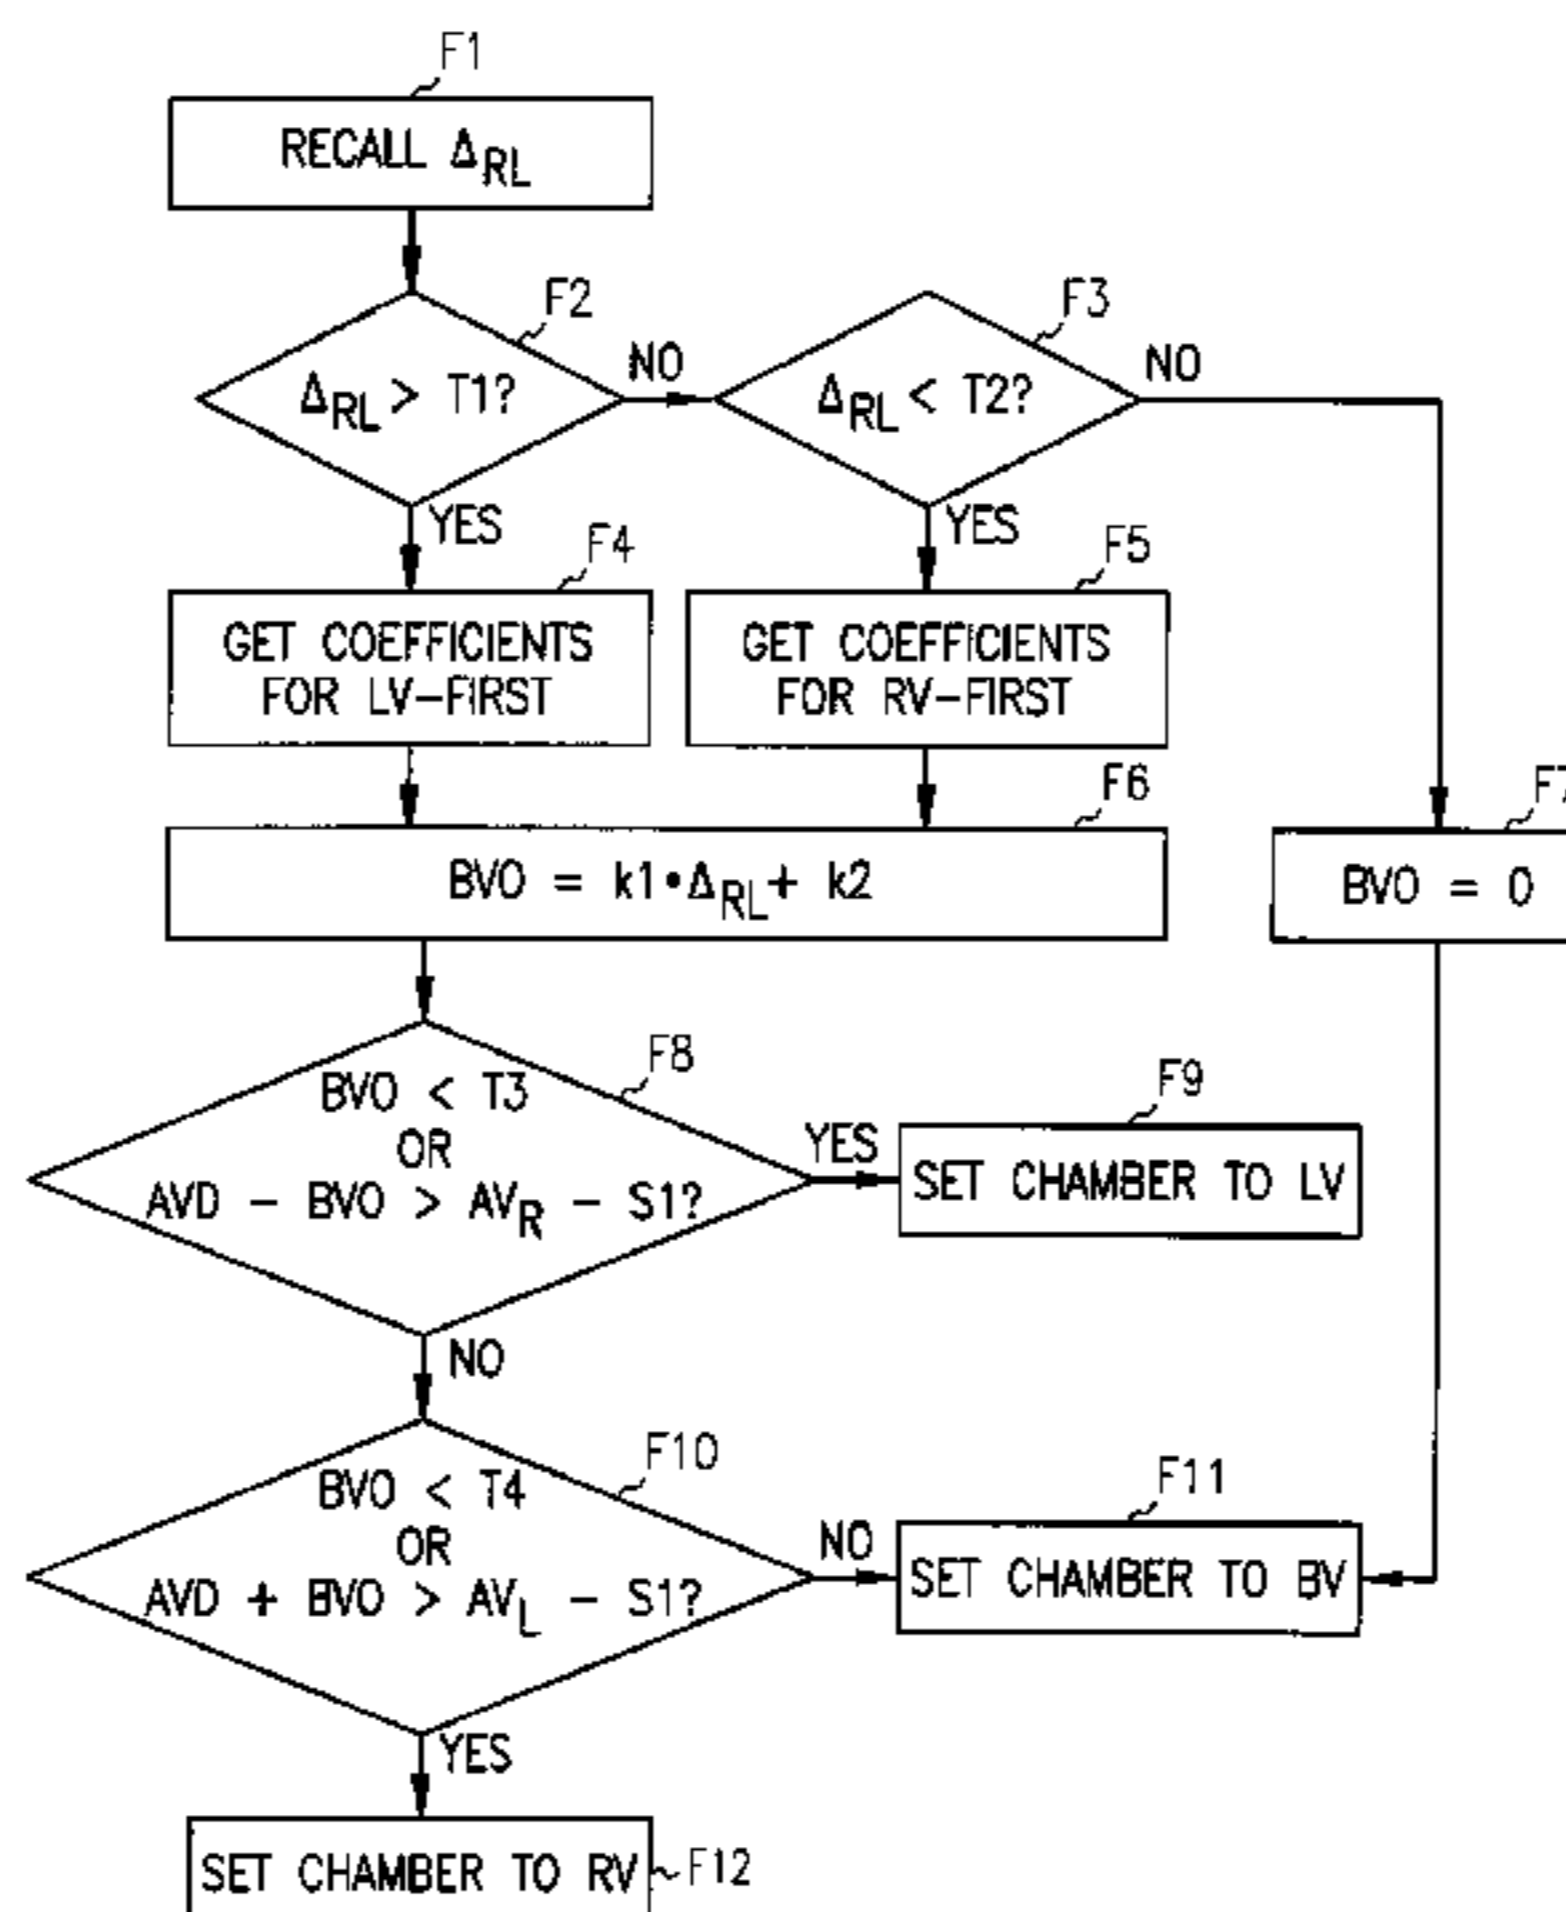 F1
RECALL ΔRL
F2
ΔRL > T1?
NO
F3
ΔRL < T2?
NO
YES
YES
F4
GET COEFFICIENTS
FOR LV-FIRST
F5
GET COEFFICIENTS
FOR RV-FIRST
F6
BVO = k1•ΔRL+ k2
F7
BVO = 0
F8
BVO < T3
OR
AVD - BVO > AVR - S1?
YES
F9
SET CHAMBER TO LV
NO
F10
BVO < T4
OR
AVD + BVO > AVL - S1?
NO
F11
SET CHAMBER TO BV
YES
SET CHAMBER TO RV
F12